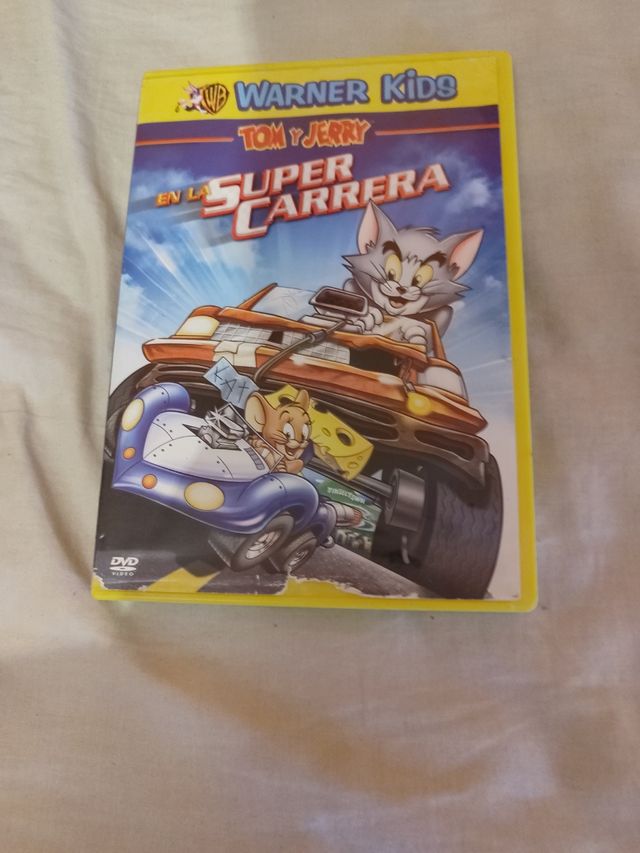 WB WARNER KIDS
TOM Y JERRY
EN LA SUPER
CARRERA
DVD
VIDEO